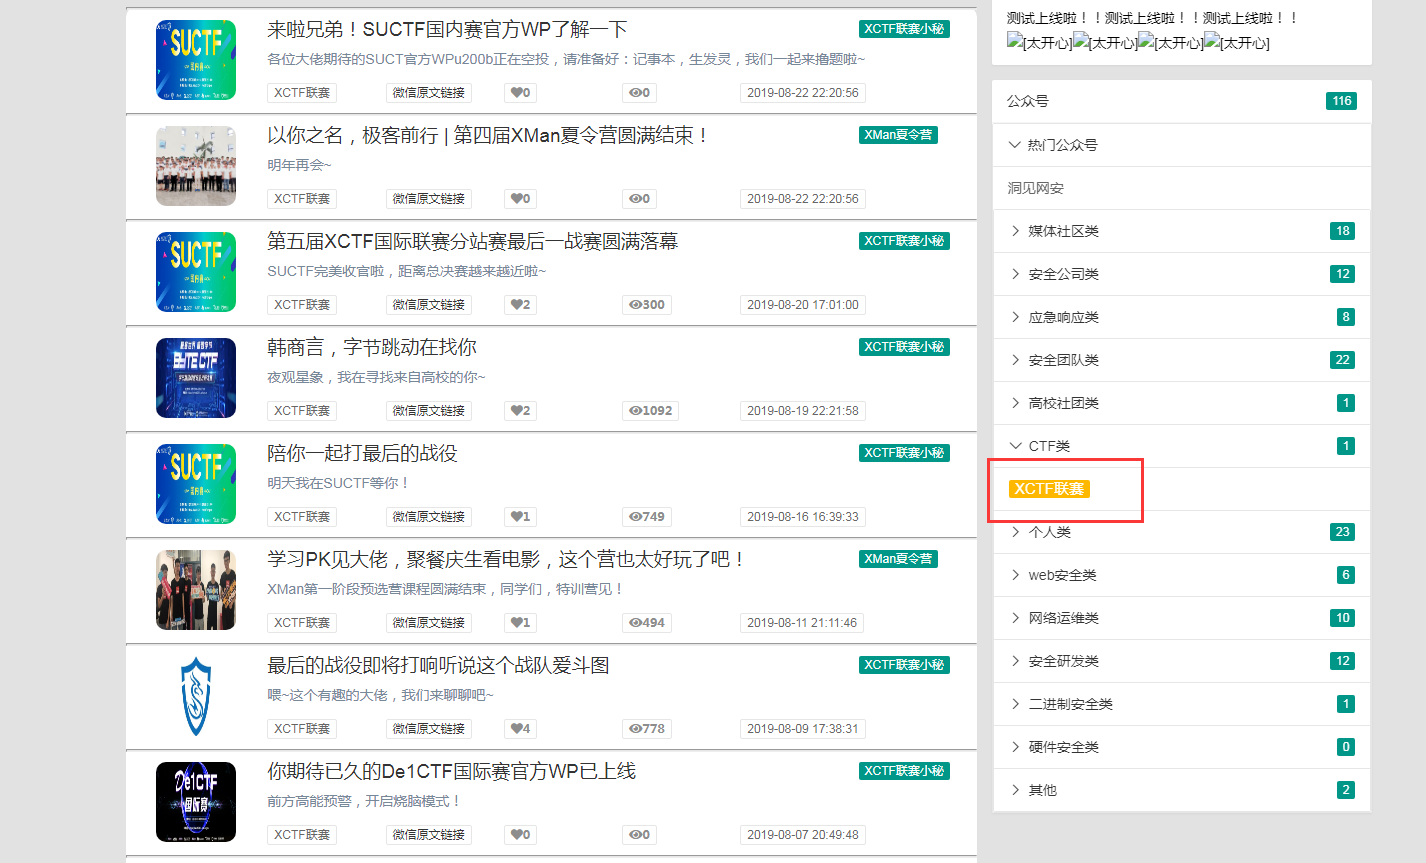 来啦兄弟！SUCTF国内赛官方WP了解一下
XCTF联赛小秘
各位大佬期待的SUCT官方WPu200b正在空投，请准备好：记事本，生发灵，我们一起来撸题啦~
XCTF联赛 微信原文链接 0 0 2019-08-22 22:20:56
以你之名，极客前行 | 第四届XMan夏令营圆满结束！
XMan夏令营
明年再会~
XCTF联赛 微信原文链接 0 0 2019-08-22 22:20:56
第五届XCTF国际联赛分站赛最后一战赛圆满落幕
XCTF联赛小秘
SUCTF完美收官啦，距离总决赛越来越近啦~
XCTF联赛 微信原文链接 2 300 2019-08-20 17:01:00
韩商言，字节跳动在找你
XCTF联赛小秘
夜观星象，我在寻找来自高校的你~
XCTF联赛 微信原文链接 2 1092 2019-08-19 22:21:58
陪你一起打最后的战役
XCTF联赛小秘
明天我在SUCTF等你！
XCTF联赛 微信原文链接 1 749 2019-08-16 16:39:33
学习PK见大佬，聚餐庆生看电影，这个营也太好玩了吧！
XMan夏令营
XMan第一阶段预选营课程圆满结束，同学们，特训营见！
XCTF联赛 微信原文链接 1 494 2019-08-11 21:11:46
最后的战役即将打响听说这个战队爱斗图
XCTF联赛小秘
喂~这个有趣的大佬，我们来聊聊吧~
XCTF联赛 微信原文链接 4 778 2019-08-09 17:38:31
你期待已久的De1CTF国际赛官方WP已上线
XCTF联赛小秘
前方高能预警，开启烧脑模式！
XCTF联赛 微信原文链接 0 0 2019-08-07 20:49:48
SUCTF
国内赛
SUCTF
国内赛
BYTE CTF
SUCTF
国内赛
De1CTF
国际赛
测试上线啦！！测试上线啦！！测试上线啦！！
[太开心][太开心][太开心][太开心]
公众号 116
热门公众号
洞见网安
媒体社区类 18
安全公司类 12
应急响应类 8
安全团队类 22
高校社团类 1
CTF类 1
XCTF联赛
个人类 23
web安全类 6
网络运维类 10
安全研发类 12
二进制安全类 1
硬件安全类 0
其他 2